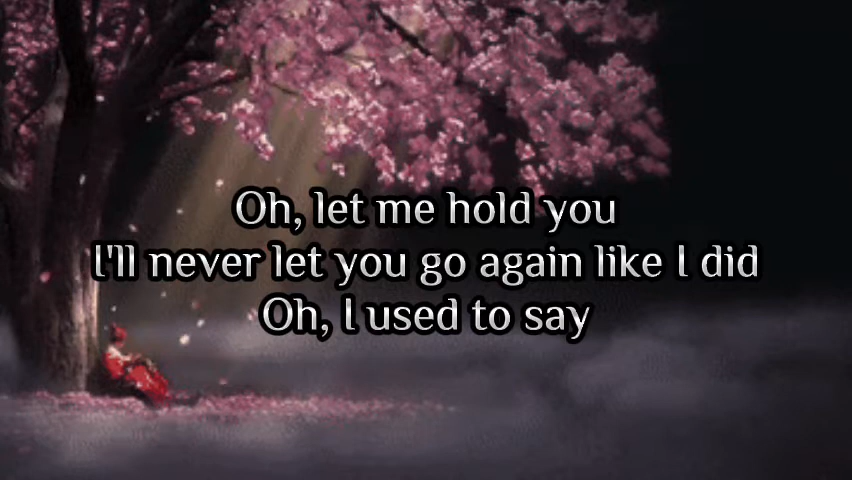 Oh, let me hold you
I'll never let you go again like I did
Oh, I used to say